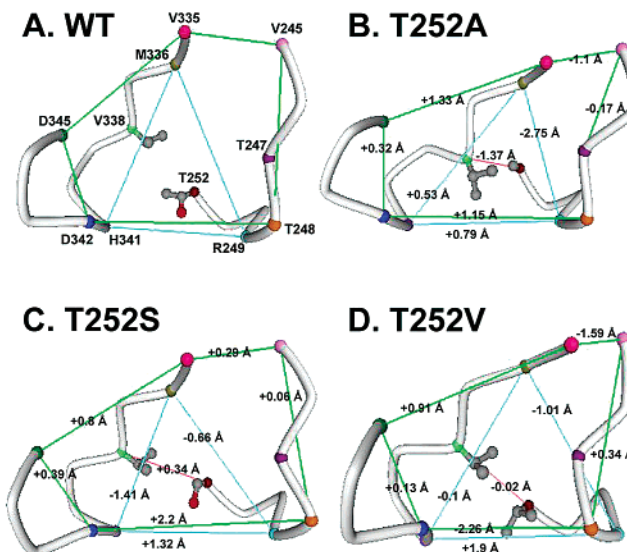 A. WT
V335
V245
M336
D345
V338
T247
T252
T248
D342
H341
R249
B. T252A
-1.1 Å
+1.33 Å
-0.17 Å
-2.75 Å
+0.32 Å
-1.37 Å
+0.53 Å
+1.15 Å
+0.79 Å
C. T252S
+0.29 Å
+0.06 Å
+0.8 Å
-0.66 Å
+0.39 Å
+0.34 Å
-1.41 Å
+2.2 Å
+1.32 Å
D. T252V
-1.59 Å
+0.91 Å
-1.01 Å
+0.34 Å
+0.13 Å
-0.1 Å
-0.02 Å
-2.26 Å
+1.9 Å